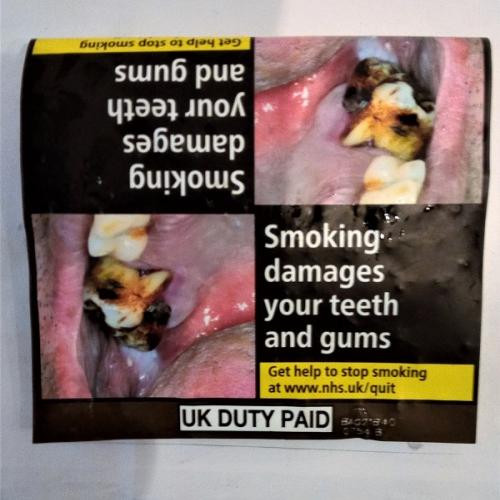 Get help to stop smoking
and gums
your teeth
damages
Smoking
Smoking
damages
your teeth
and gums
Get help to stop smoking
at www.nhs.uk/quit
UK DUTY PAID